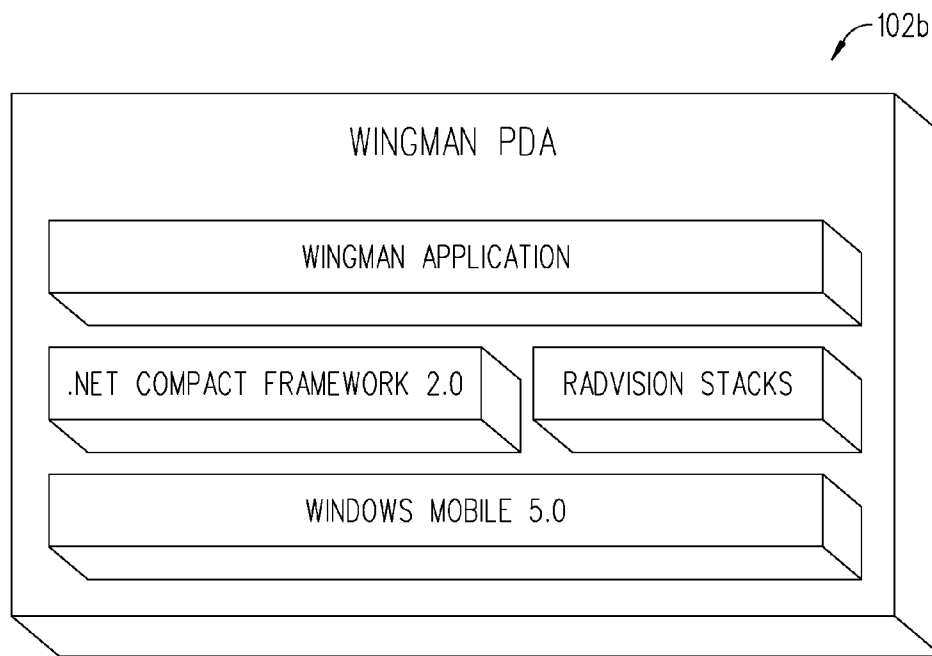 102b
WINGMAN PDA
WINGMAN APPLICATION
.NET COMPACT FRAMEWORK 2.0
RADVISION STACKS
WINDOWS MOBILE 5.0